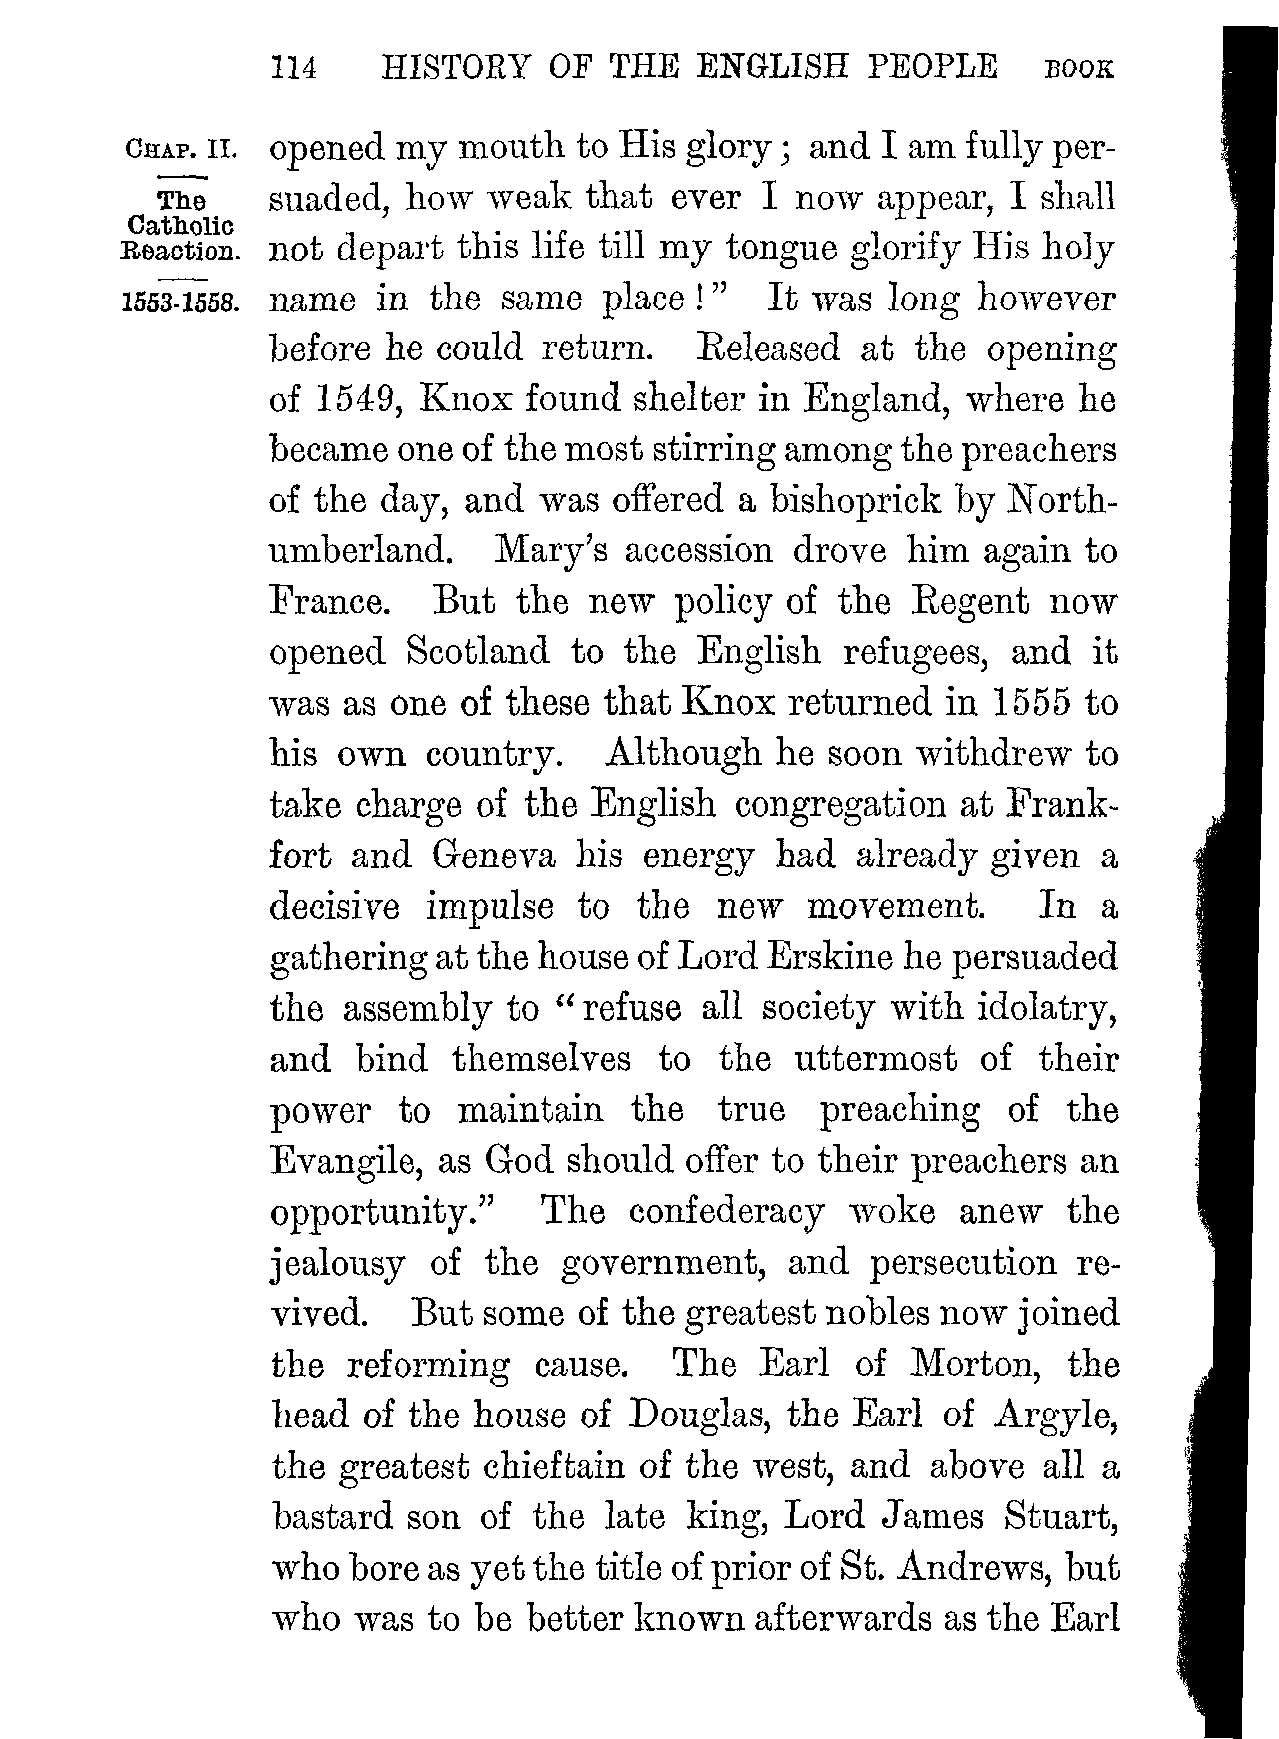 114 HISTORY OF THE ENGLISH PEOPLE BOOK
CHAP. II.
The
Catholic
Reaction.
1553-1558.
opened my mouth to His glory; and I am fully per-
suaded, how weak that ever I now appear, I shall
not depart this life till my tongue glorify His holy
name in the same place!" It was long however
before he could return. Released at the opening
of 1549, Knox found shelter in England, where he
became one of the most stirring among the preachers
of the day, and was offered a bishoprick by North-
umberland. Mary's accession drove him again to
France. But the new policy of the Regent now
opened Scotland to the English refugees, and it
was as one of these that Knox returned in 1555 to
his own country. Although he soon withdrew to
take charge of the English congregation at Frank-
fort and Geneva his energy had already given a
decisive impulse to the new movement. In a
gathering at the house of Lord Erskine he persuaded
the assembly to "refuse all society with idolatry,
and bind themselves to the uttermost of their
power to maintain the true preaching of the
Evangile, as God should offer to their preachers an
opportunity." The confederacy woke anew the
jealousy of the government, and persecution re-
vived. But some of the greatest nobles now joined
the reforming cause. The Earl of Morton, the
head of the house of Douglas, the Earl of Argyle,
the greatest chieftain of the west, and above all a
bastard son of the late king, Lord James Stuart,
who bore as yet the title of prior of St. Andrews, but
who was to be better known afterwards as the Earl